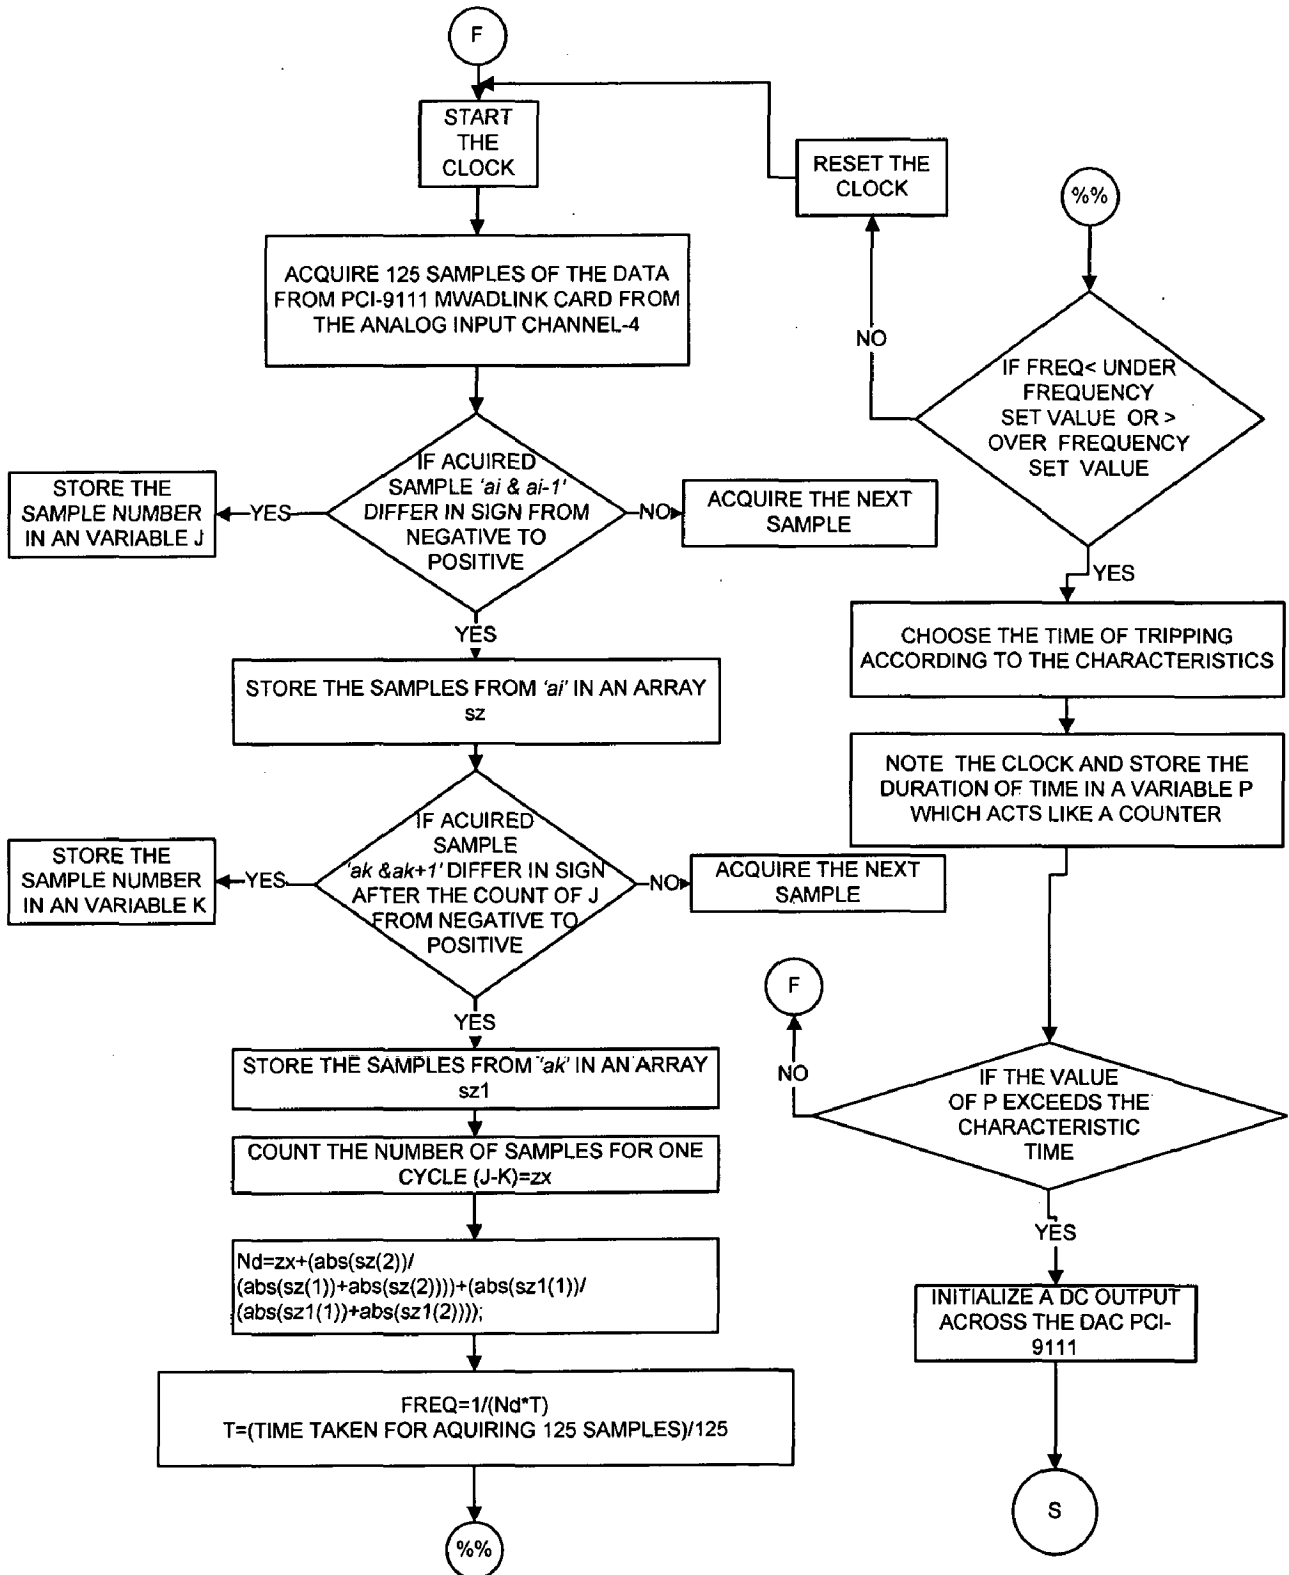 F
START
THE
CLOCK
ACQUIRE 125 SAMPLES OF THE DATA
FROM PCI-9111 MWADLINK CARD FROM
THE ANALOG INPUT CHANNEL-4
IF ACUIRED
SAMPLE 'ai & ai-1'
DIFFER IN SIGN FROM
NEGATIVE TO
POSITIVE
YES
STORE THE
SAMPLE NUMBER
IN AN VARIABLE J
NO
ACQUIRE THE NEXT
SAMPLE
YES
STORE THE SAMPLES FROM 'ai' IN AN ARRAY
sz
IF ACUIRED
SAMPLE
'ak &ak+1' DIFFER IN SIGN
AFTER THE COUNT OF J
FROM NEGATIVE TO
POSITIVE
YES
STORE THE
SAMPLE NUMBER
IN AN VARIABLE K
NO
ACQUIRE THE NEXT
SAMPLE
YES
STORE THE SAMPLES FROM 'ak' IN AN ARRAY
sz1
COUNT THE NUMBER OF SAMPLES FOR ONE
CYCLE (J-K)=zx
Nd=zx+(abs(sz(2))/
(abs(sz(1))+abs(sz(2))))+(abs(sz1(1))/
(abs(sz1(1))+abs(sz1(2))));
FREQ=1/(Nd*T)
T=(TIME TAKEN FOR AQUIRING 125 SAMPLES)/125
%%
%%
IF FREQ< UNDER
FREQUENCY
SET VALUE OR >
OVER FREQUENCY
SET VALUE
NO
RESET THE
CLOCK
YES
CHOOSE THE TIME OF TRIPPING
ACCORDING TO THE CHARACTERISTICS
NOTE THE CLOCK AND STORE THE
DURATION OF TIME IN A VARIABLE P
WHICH ACTS LIKE A COUNTER
IF THE VALUE
OF P EXCEEDS THE
CHARACTERISTIC
TIME
NO
F
YES
INITIALIZE A DC OUTPUT
ACROSS THE DAC PCI-
9111
S